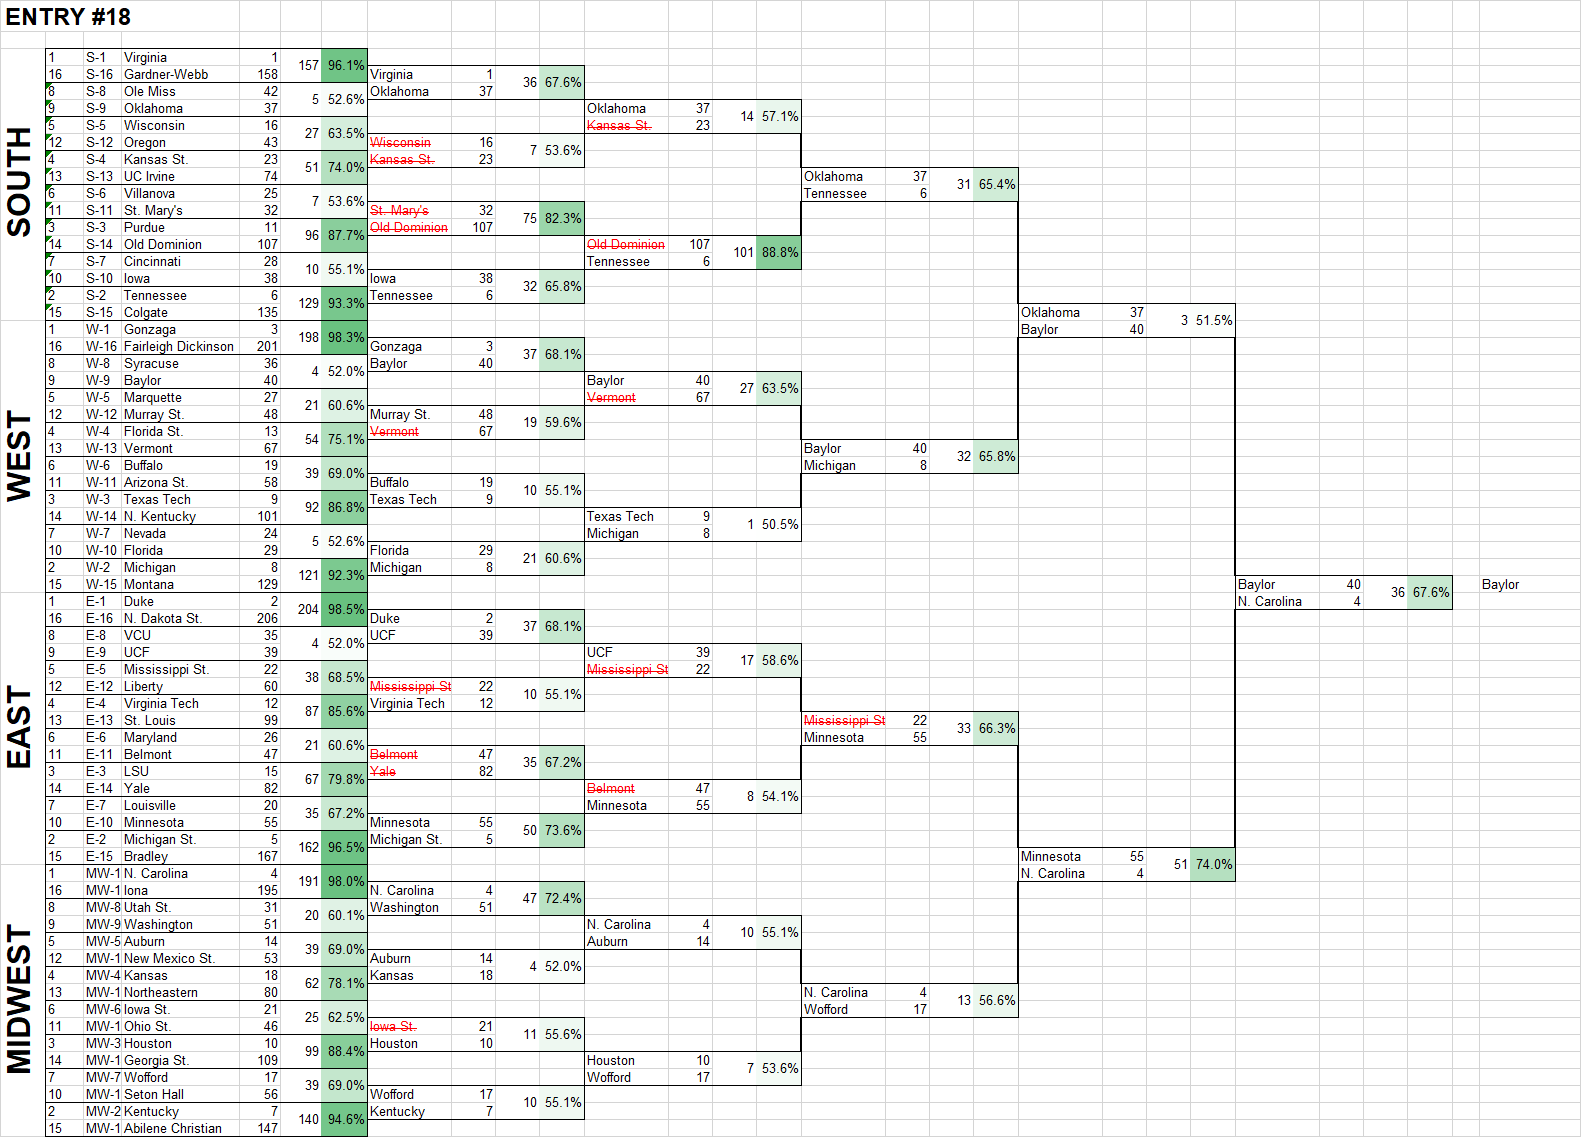 ENTRY #18
SOUTH
1 S-1 Virginia 1
157 96.1%
16 S-16 Gardner-Webb 158 Virginia 1
36 67.6%
8 S-8 Ole Miss 42 Oklahoma 37
5 52.6%
9 S-9 Oklahoma 37 Oklahoma 37
14 57.1%
5 S-5 Wisconsin 16 Kansas St. 23
27 63.5%
12 S-12 Oregon 43 Wisconsin 16
7 53.6%
4 S-4 Kansas St. 23 Kansas St. 23
51 74.0%
13 S-13 UC Irvine 74 Oklahoma 37
31 65.4%
6 S-6 Villanova 25 Tennessee 6
7 53.6%
11 S-11 St. Mary's 32 St. Mary's 32
75 82.3%
3 S-3 Purdue 11 Old Dominion 107
96 87.7%
14 S-14 Old Dominion 107 Old Dominion 107
101 88.8%
7 S-7 Cincinnati 28 Tennessee 6
10 55.1%
10 S-10 Iowa 38 Iowa 38
32 65.8%
2 S-2 Tennessee 6 Tennessee 6
129 93.3%
15 S-15 Colgate 135 Oklahoma 37
3 51.5%
WEST
1 W-1 Gonzaga 3 Baylor 40
198 98.3%
16 W-16 Fairleigh Dickinson 201 Gonzaga 3
37 68.1%
8 W-8 Syracuse 36 Baylor 40
4 52.0%
9 W-9 Baylor 40 Baylor 40
27 63.5%
5 W-5 Marquette 27 Vermont 67
21 60.6%
12 W-12 Murray St. 48 Murray St. 48
19 59.6%
4 W-4 Florida St. 13 Vermont 67
54 75.1%
13 W-13 Vermont 67 Baylor 40
32 65.8%
6 W-6 Buffalo 19 Michigan 8
39 69.0%
11 W-11 Arizona St. 58 Buffalo 19
10 55.1%
3 W-3 Texas Tech 9 Texas Tech 9
92 86.8%
14 W-14 N. Kentucky 101 Texas Tech 9
1 50.5%
7 W-7 Nevada 24 Michigan 8
5 52.6%
10 W-10 Florida 29 Florida 29
21 60.6%
2 W-2 Michigan 8 Michigan 8
121 92.3%
15 W-15 Montana 129 Baylor 40 Baylor
36 67.6%
EAST
1 E-1 Duke 2 N. Carolina 4
204 98.5%
16 E-16 N. Dakota St. 206 Duke 2
37 68.1%
8 E-8 VCU 35 UCF 39
4 52.0%
9 E-9 UCF 39 UCF 39
17 58.6%
5 E-5 Mississippi St. 22 Mississippi St 22
38 68.5%
12 E-12 Liberty 60 Mississippi St 22
10 55.1%
4 E-4 Virginia Tech 12 Virginia Tech 12
87 85.6%
13 E-13 St. Louis 99 Mississippi St 22
33 66.3%
6 E-6 Maryland 26 Minnesota 55
21 60.6%
11 E-11 Belmont 47 Belmont 47
35 67.2%
3 E-3 LSU 15 Yale 82
67 79.8%
14 E-14 Yale 82 Belmont 47
8 54.1%
7 E-7 Louisville 20 Minnesota 55
35 67.2%
10 E-10 Minnesota 55 Minnesota 55
50 73.6%
2 E-2 Michigan St. 5 Michigan St. 5
162 96.5%
15 E-15 Bradley 167 Minnesota 55
51 74.0%
MIDWEST
1 MW-1 N. Carolina 4 N. Carolina 4
191 98.0%
16 MW-1 Iona 195 N. Carolina 4
47 72.4%
8 MW-8 Utah St. 31 Washington 51
20 60.1%
9 MW-9 Washington 51 N. Carolina 4
10 55.1%
5 MW-5 Auburn 14 Auburn 14
39 69.0%
12 MW-1 New Mexico St. 53 Auburn 14
4 52.0%
4 MW-4 Kansas 18 Kansas 18
62 78.1%
13 MW-1 Northeastern 80 N. Carolina 4
13 56.6%
6 MW-6 Iowa St. 21 Wofford 17
25 62.5%
11 MW-1 Ohio St. 46 Iowa St. 21
11 55.6%
3 MW-3 Houston 10 Houston 10
99 88.4%
14 MW-1 Georgia St. 109 Houston 10
7 53.6%
7 MW-7 Wofford 17 Wofford 17
39 69.0%
10 MW-1 Seton Hall 56 Wofford 17
10 55.1%
2 MW-2 Kentucky 7 Kentucky 7
140 94.6%
15 MW-1 Abilene Christian 147